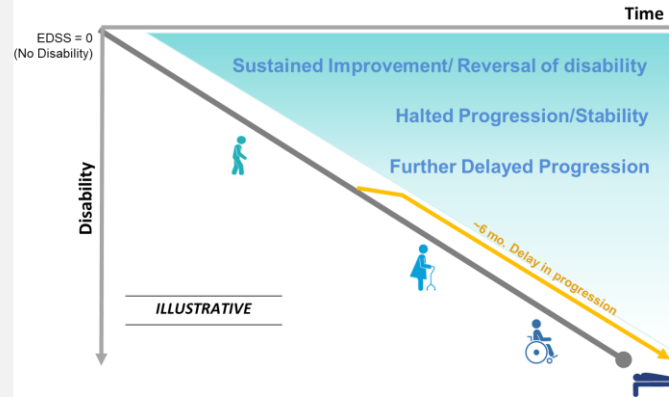 Time
EDSS = 0
(No Disability)
Sustained Improvement/ Reversal of disability
Halted Progression/Stability
Further Delayed Progression
Disability
~6 mo. Delay in progression
ILLUSTRATIVE